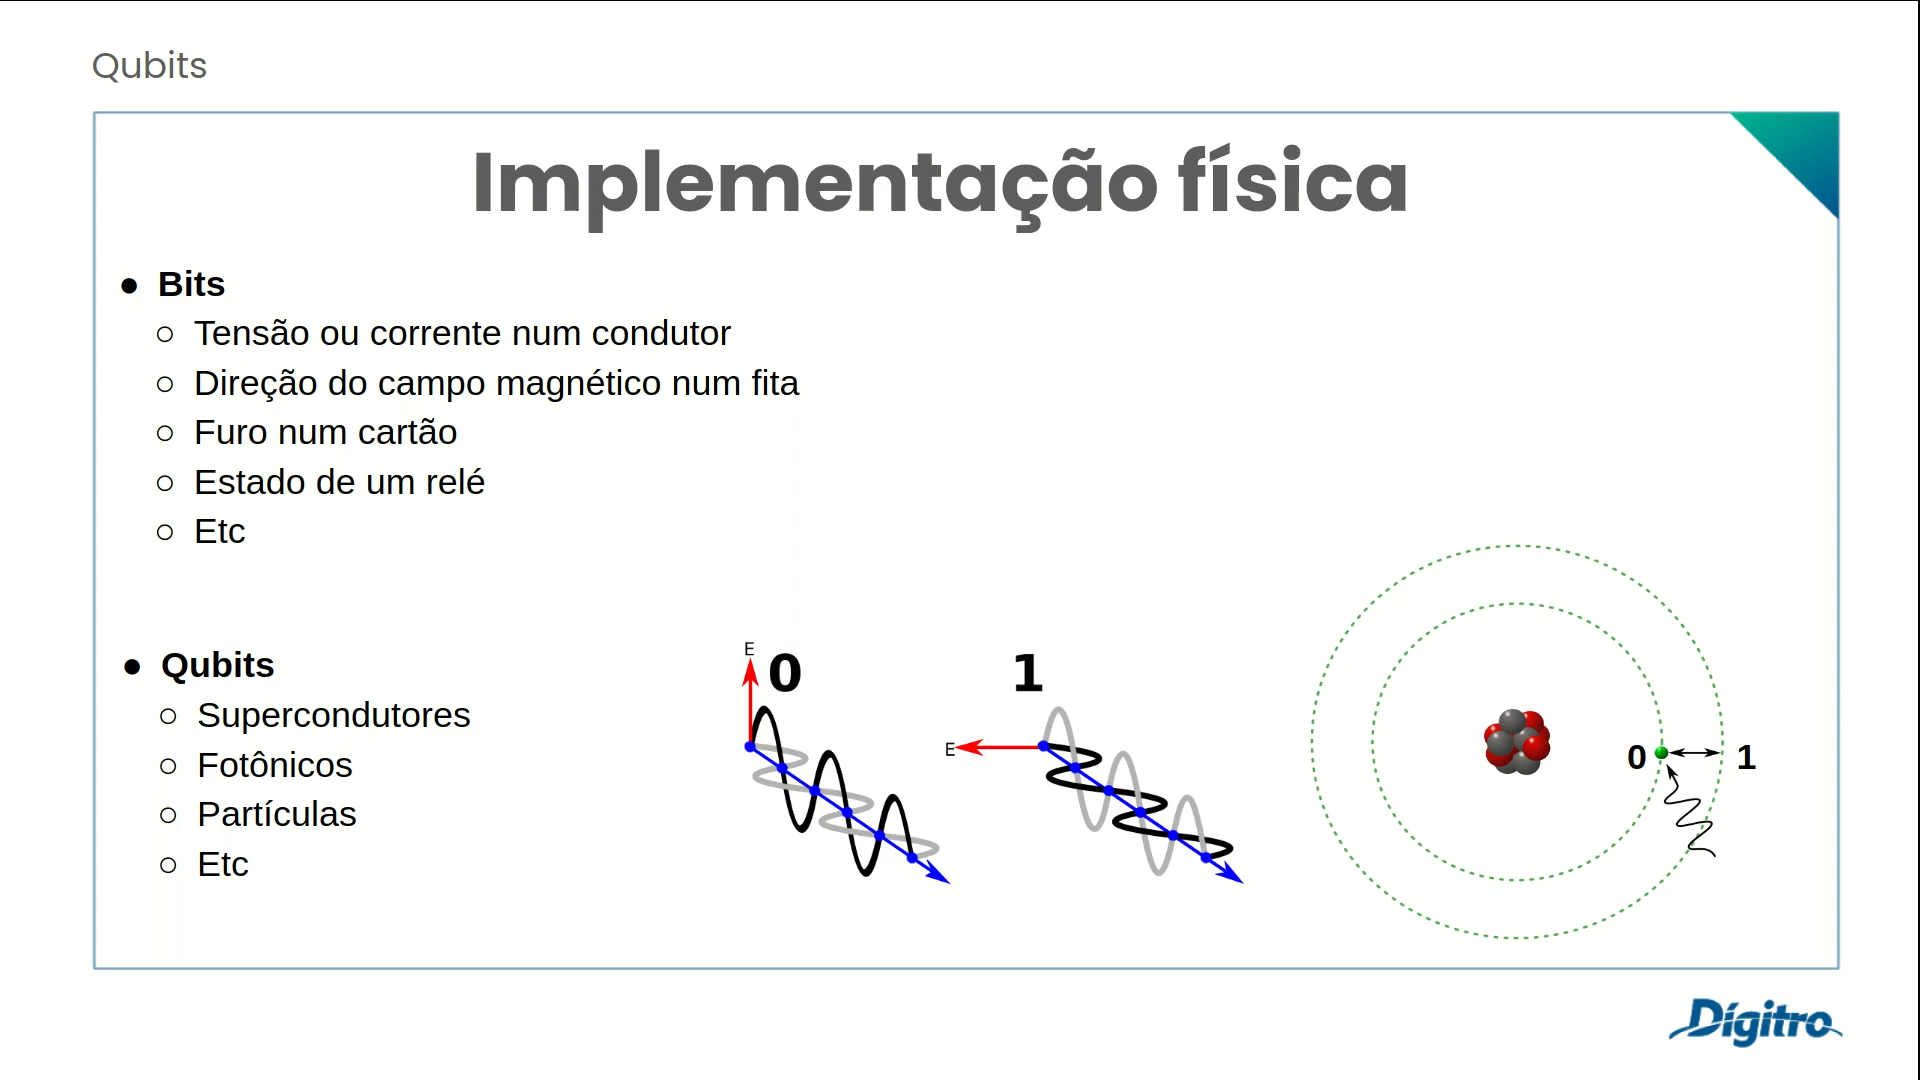 Qubits
Implementação física
● Bits
○ Tensão ou corrente num condutor
○ Direção do campo magnético num fita
○ Furo num cartão
○ Estado de um relé
○ Etc
● Qubits
○ Supercondutores
○ Fotônicos
○ Partículas
○ Etc
E
0
1
E
0
1
Dígitro